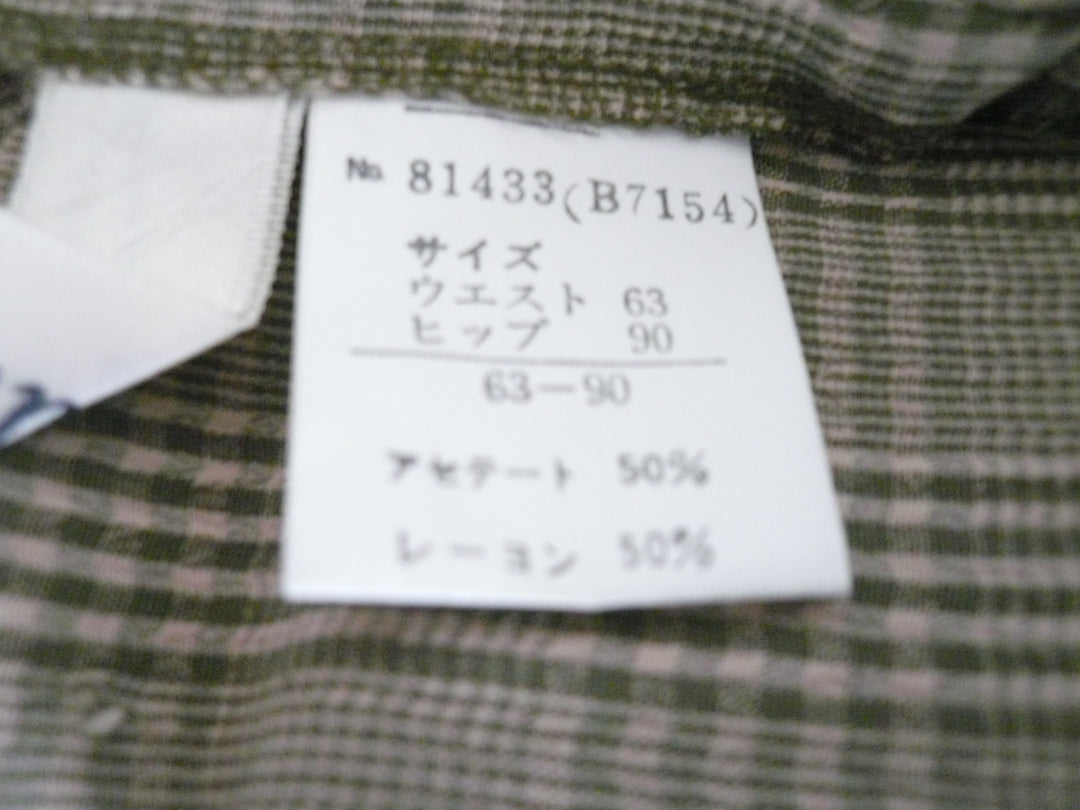 No. 81433(B7154)
サイズ
ウエスト 63
ヒップ 90
63-90
アセテート 50%
レーヨン 50%